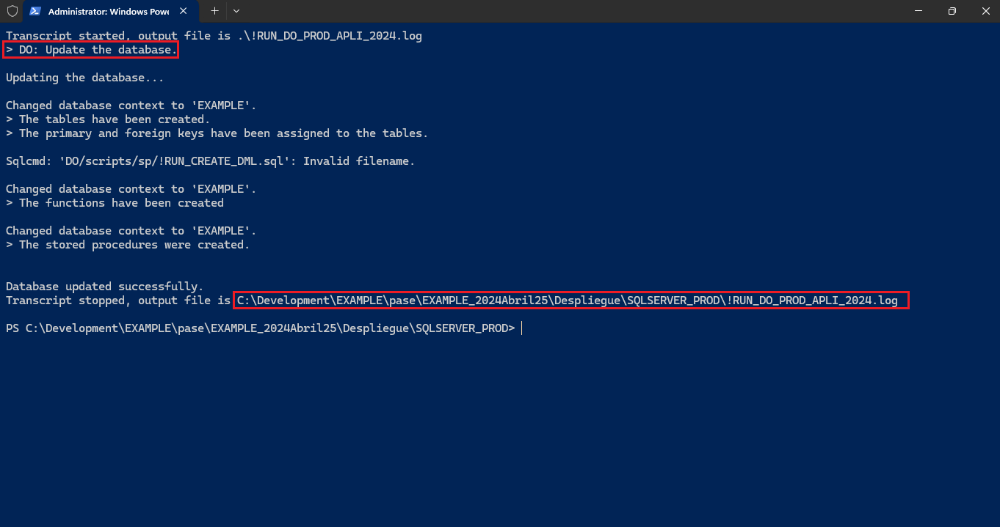 Administrator: Windows Powe
Transcript started, output file is .\!RUN_DO_PROD_APLI_2024.log
> DO: Update the database.
Updating the database...
Changed database context to 'EXAMPLE'.
> The tables have been created.
> The primary and foreign keys have been assigned to the tables.
Sqlcmd: 'DO/scripts/sp/!RUN_CREATE_DML.sql': Invalid filename.
Changed database context to 'EXAMPLE'.
> The functions have been created
Changed database context to 'EXAMPLE'.
> The stored procedures were created.
Database updated successfully.
Transcript stopped, output file is C:\Development\EXAMPLE\pase\EXAMPLE_2024Abril25\Despliegue\SQLSERVER_PROD\!RUN_DO_PROD_APLI_2024.log
PS C:\Development\EXAMPLE\pase\EXAMPLE_2024Abril25\Despliegue\SQLSERVER_PROD>